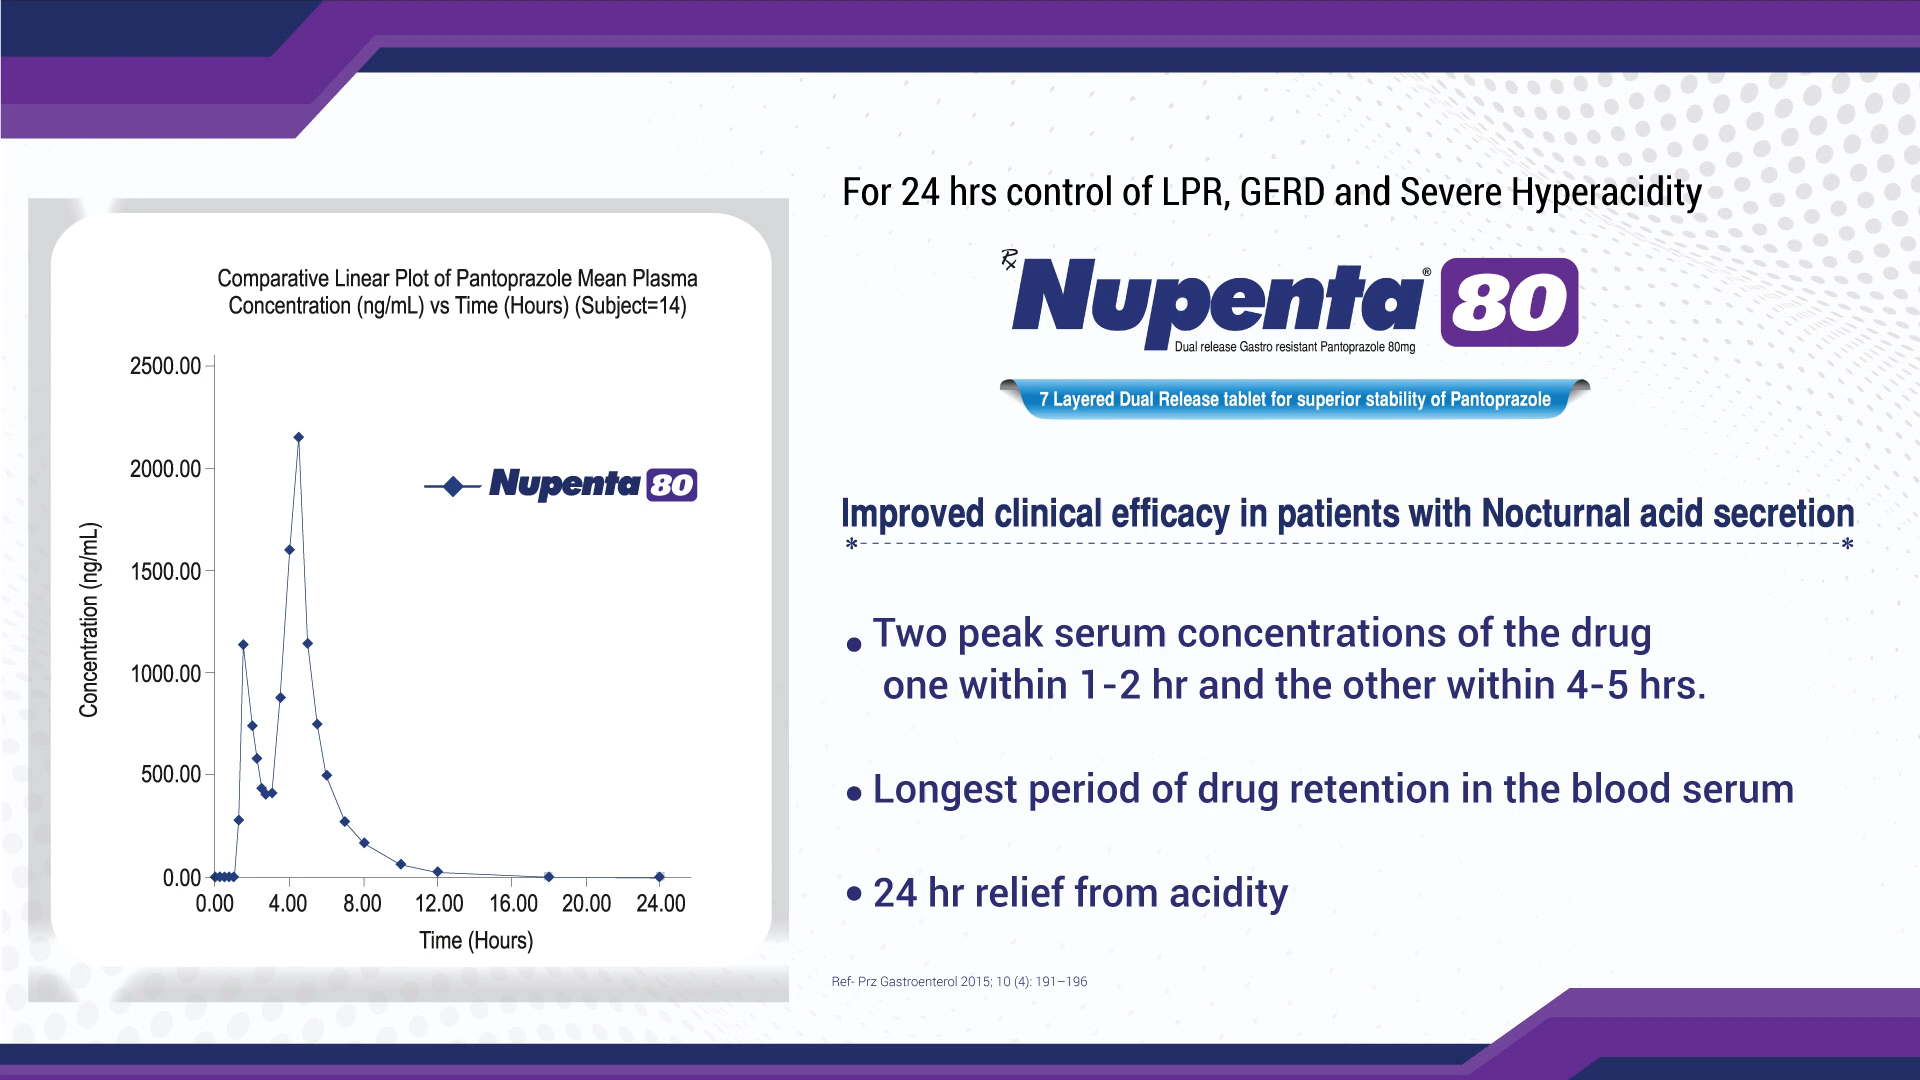 For 24 hrs control of LPR, GERD and Severe Hyperacidity
Rx Nupenta® 80
Dual release Gastro resistant Pantoprazole 80mg
7 Layered Dual Release tablet for superior stability of Pantoprazole
Comparative Linear Plot of Pantoprazole Mean Plasma
Concentration (ng/mL) vs Time (Hours) (Subject=14)
2500.00
2000.00
1500.00
1000.00
500.00
0.00
Concentration (ng/mL)
Nupenta 80
0.00 4.00 8.00 12.00 16.00 20.00 24.00
Time (Hours)
Improved clinical efficacy in patients with Nocturnal acid secretion
* *
• Two peak serum concentrations of the drug
one within 1-2 hr and the other within 4-5 hrs.
• Longest period of drug retention in the blood serum
• 24 hr relief from acidity
Ref- Prz Gastroenterol 2015; 10 (4): 191–196